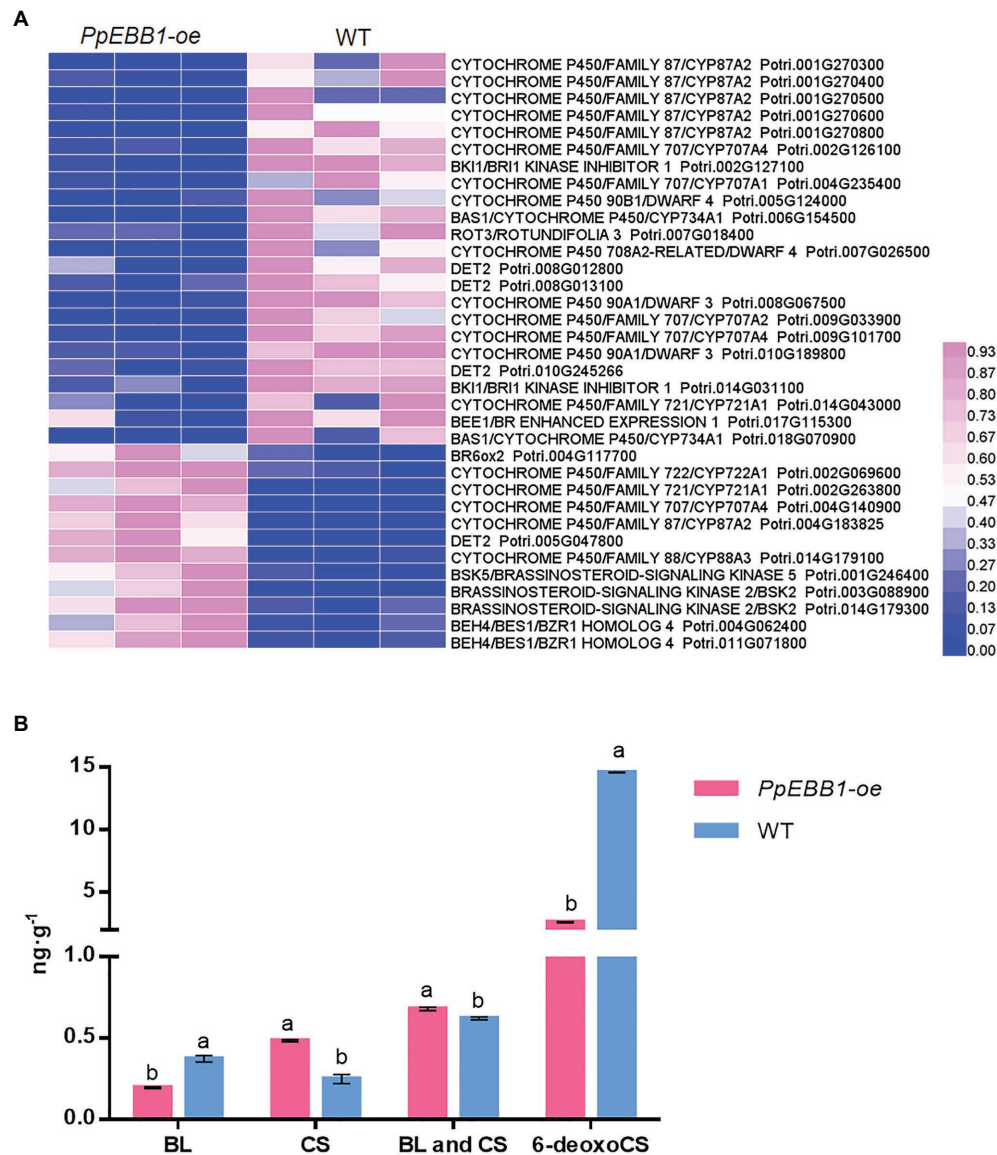 A
PpEBB1-oe WT
CYTOCHROME P450/FAMILY 87/CYP87A2 Potri.001G270300
CYTOCHROME P450/FAMILY 87/CYP87A2 Potri.001G270400
CYTOCHROME P450/FAMILY 87/CYP87A2 Potri.001G270500
CYTOCHROME P450/FAMILY 87/CYP87A2 Potri.001G270600
CYTOCHROME P450/FAMILY 87/CYP87A2 Potri.001G270800
CYTOCHROME P450/FAMILY 707/CYP707A4 Potri.002G126100
BKI1/BRI1 KINASE INHIBITOR 1 Potri.002G127100
CYTOCHROME P450/FAMILY 707/CYP707A1 Potri.004G235400
CYTOCHROME P450 90B1/DWARF 4 Potri.005G124000
BAS1/CYTOCHROME P450/CYP734A1 Potri.006G154500
ROT3/ROTUNDIFOLIA 3 Potri.007G018400
CYTOCHROME P450 708A2-RELATED/DWARF 4 Potri.007G026500
DET2 Potri.008G012800
DET2 Potri.008G013100
CYTOCHROME P450 90A1/DWARF 3 Potri.008G067500
CYTOCHROME P450/FAMILY 707/CYP707A2 Potri.009G033900
CYTOCHROME P450/FAMILY 707/CYP707A4 Potri.009G101700
CYTOCHROME P450 90A1/DWARF 3 Potri.010G189800
DET2 Potri.010G245266
BKI1/BRI1 KINASE INHIBITOR 1 Potri.014G031100
CYTOCHROME P450/FAMILY 721/CYP721A1 Potri.014G043000
BEE1/BR ENHANCED EXPRESSION 1 Potri.017G115300
BAS1/CYTOCHROME P450/CYP734A1 Potri.018G070900
BR6ox2 Potri.004G117700
CYTOCHROME P450/FAMILY 722/CYP722A1 Potri.002G069600
CYTOCHROME P450/FAMILY 721/CYP721A1 Potri.002G263800
CYTOCHROME P450/FAMILY 707/CYP707A4 Potri.004G140900
CYTOCHROME P450/FAMILY 87/CYP87A2 Potri.004G183825
DET2 Potri.005G047800
CYTOCHROME P450/FAMILY 88/CYP88A3 Potri.014G179100
BSK5/BRASSINOSTEROID-SIGNALING KINASE 5 Potri.001G246400
BRASSINOSTEROID-SIGNALING KINASE 2/BSK2 Potri.003G088900
BRASSINOSTEROID-SIGNALING KINASE 2/BSK2 Potri.014G179300
BEH4/BES1/BZR1 HOMOLOG 4 Potri.004G062400
BEH4/BES1/BZR1 HOMOLOG 4 Potri.011G071800
0.93
0.87
0.80
0.73
0.67
0.60
0.53
0.47
0.40
0.33
0.27
0.20
0.13
0.07
0.00
B
ng·g-1
15
10
5
1.0
0.5
0.0
b a
a b
a b
b a
BL CS BL and CS 6-deoxoCS
PpEBB1-oe
WT